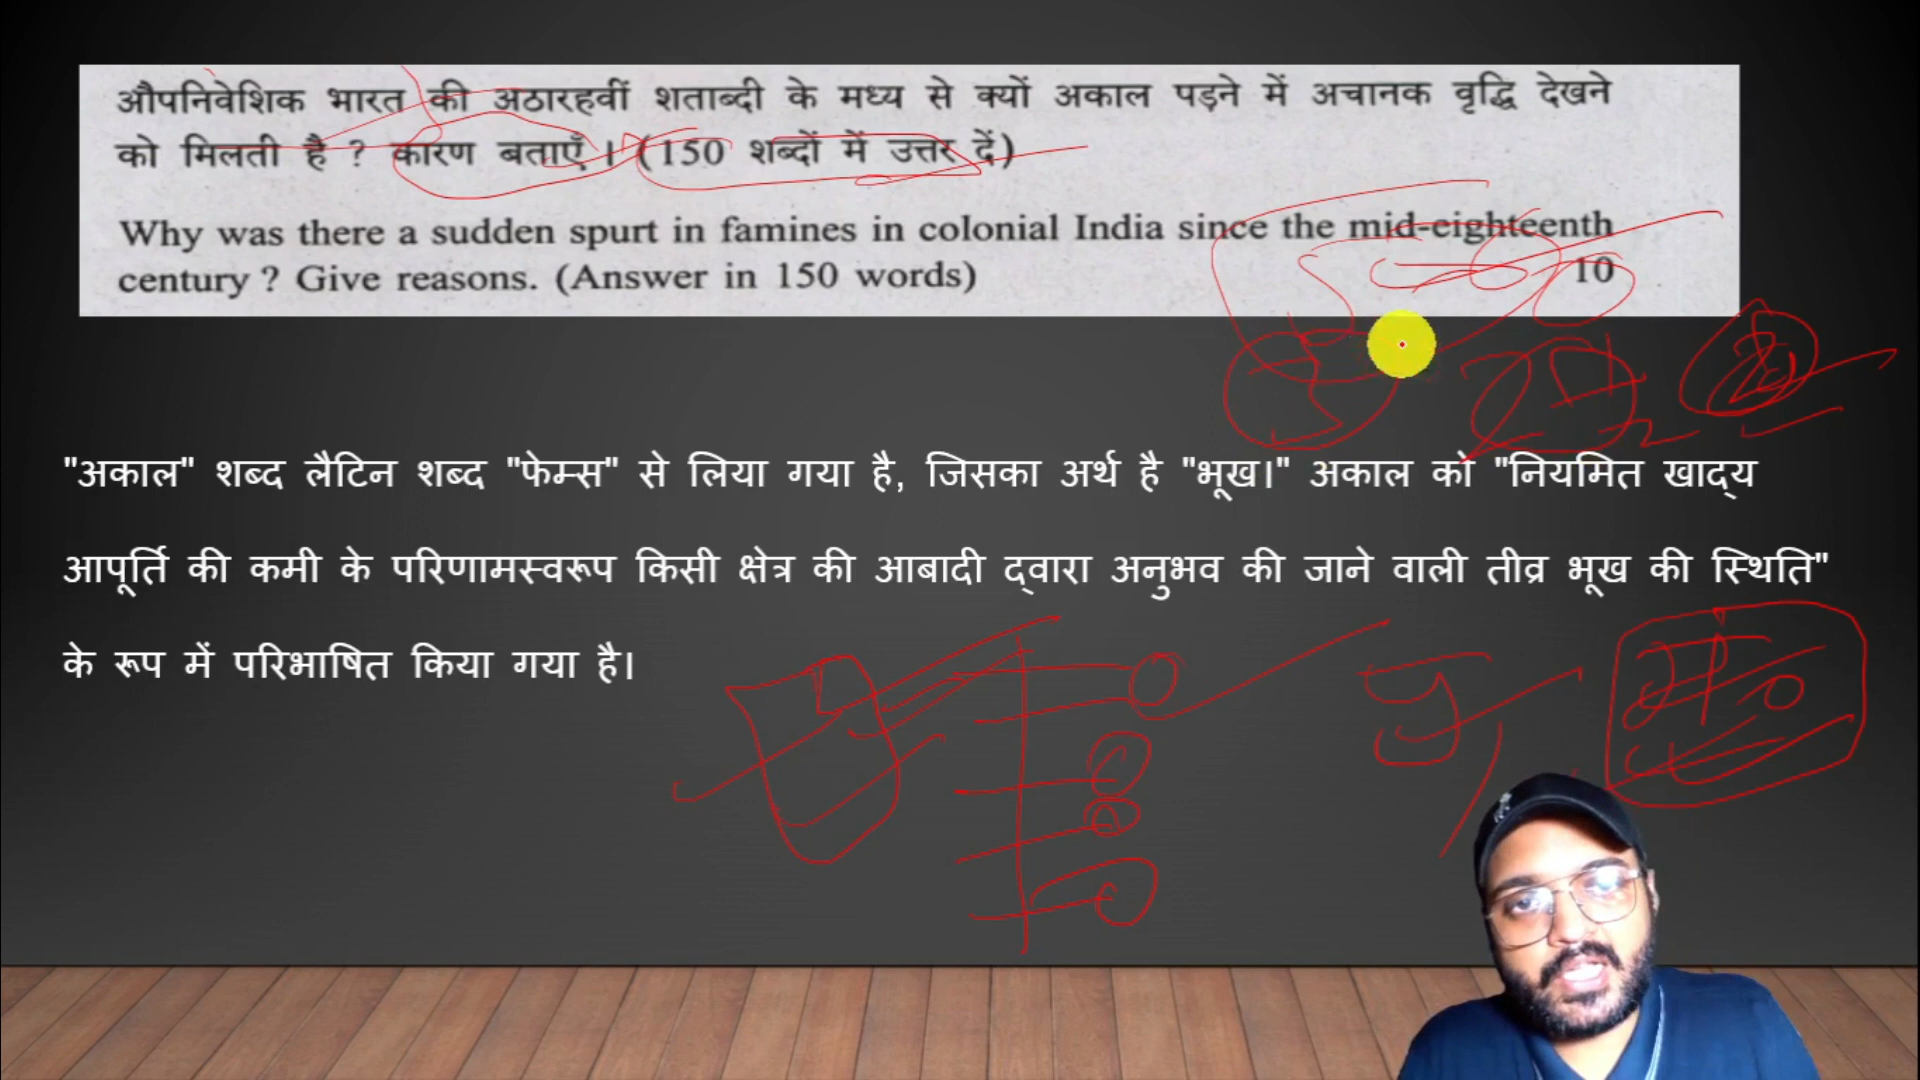 औपनिवेशिक भारत की अठारहवीं शताब्दी के मध्य से क्यों अकाल पड़ने में अचानक वृद्धि देखने
को मिलती है ? कारण बताएँ । (150 शब्दों में उत्तर दें)
Why was there a sudden spurt in famines in colonial India since the mid-eighteenth
century ? Give reasons. (Answer in 150 words) 10
"अकाल" शब्द लैटिन शब्द "फेम्स" से लिया गया है, जिसका अर्थ है "भूख।" अकाल को "नियमित खाद्य
आपूर्ति की कमी के परिणामस्वरूप किसी क्षेत्र की आबादी द्वारा अनुभव की जाने वाली तीव्र भूख की स्थिति"
के रूप में परिभाषित किया गया है।